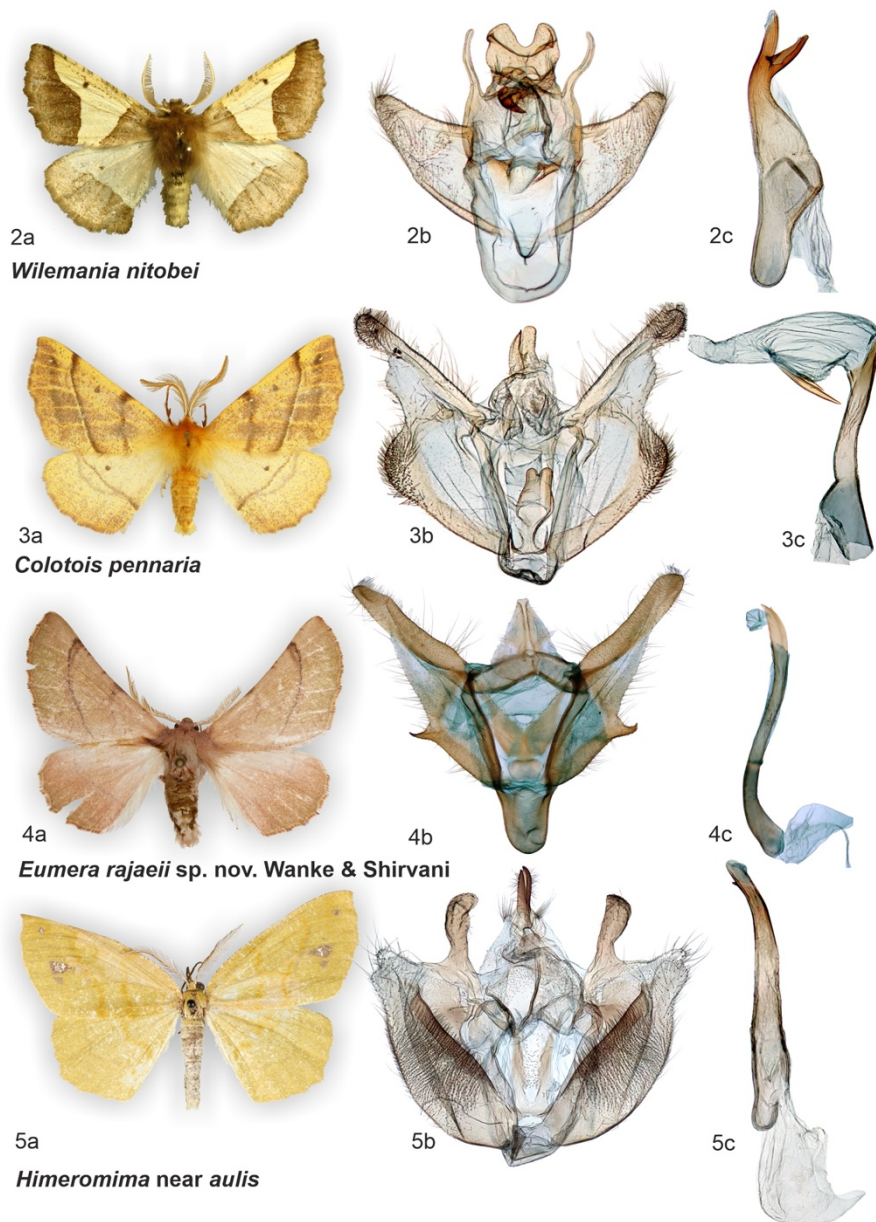 2a
2b
2c
Wilemania nitobei
3a
3b
3c
Colotois pennaria
4a
4b
4c
Eumera rajaeii sp. nov. Wanke & Shirvani
5a
5b
5c
Himeromima near aulis